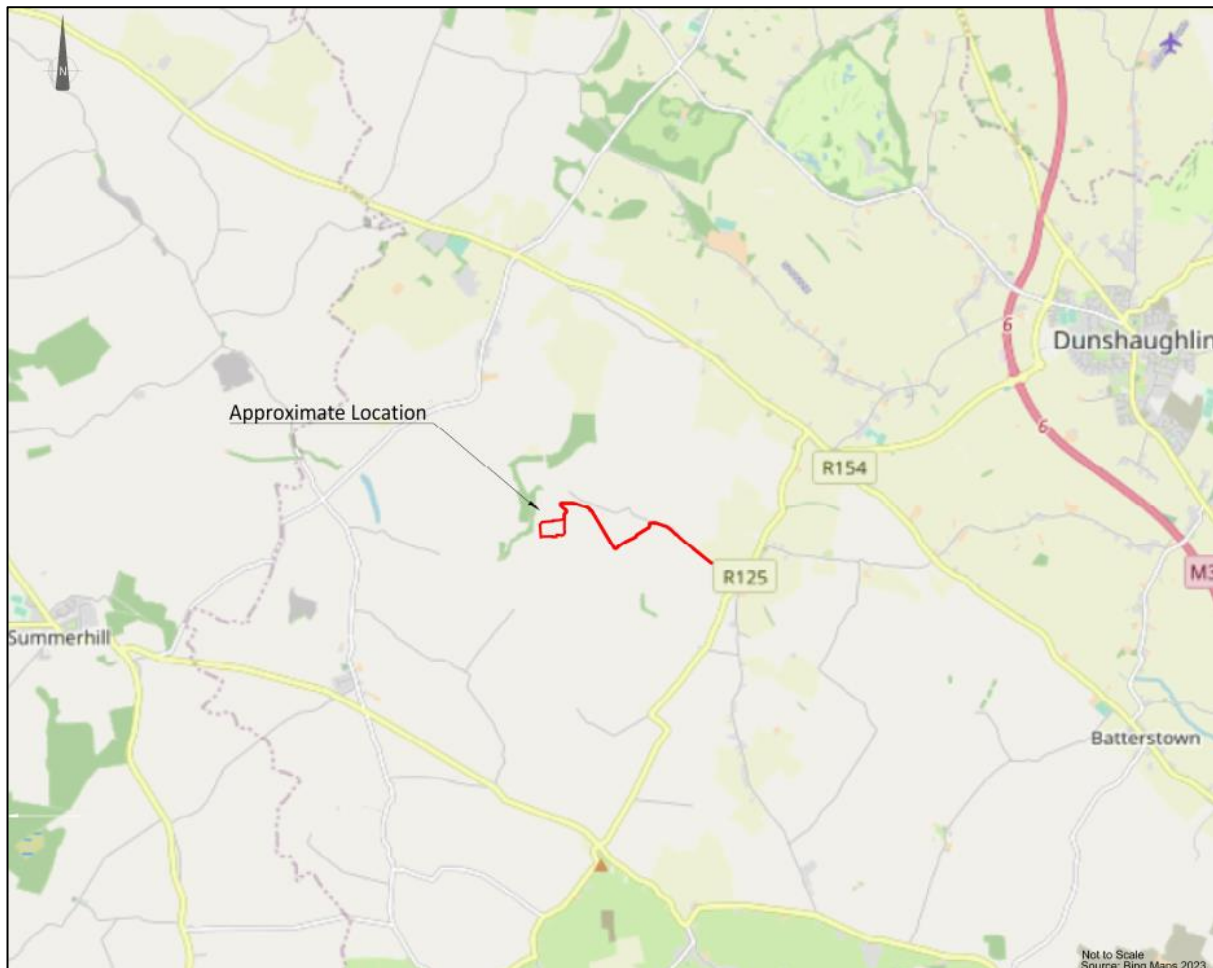 N
6
Dunshaughlin
Approximate Location
6
R154
R125
M3
Summerhill
Batterstown
Not to Scale
Source: Bing Maps 2023